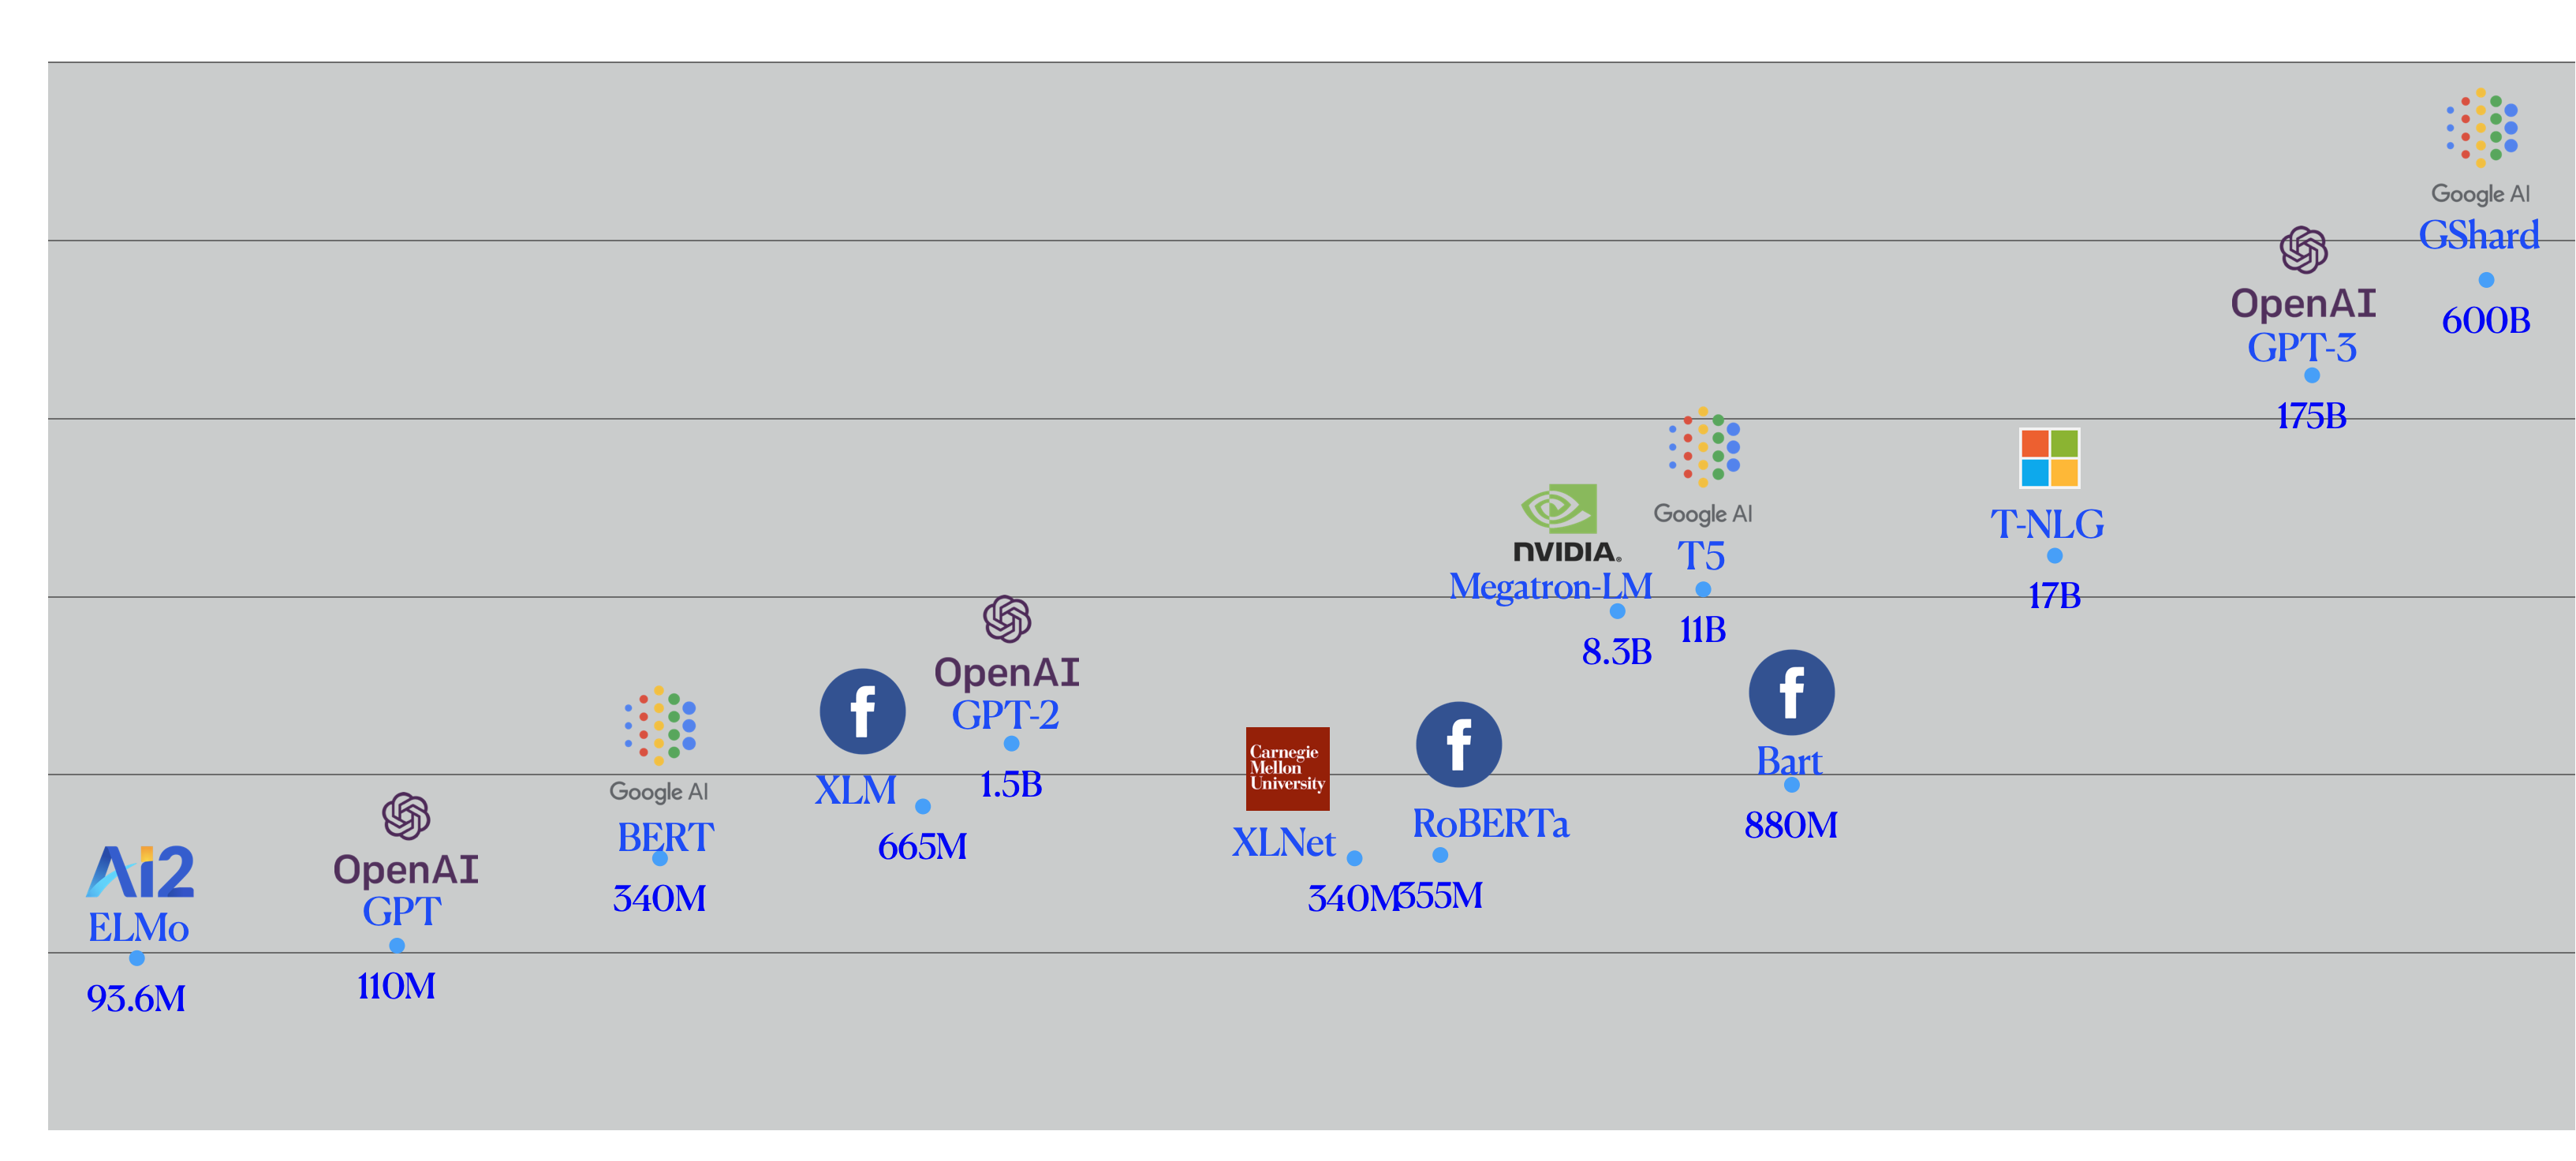 Ai2
ELMo
93.6M
OpenAI
GPT
110M
Google AI
BERT
340M
XLM
665M
OpenAI
GPT-2
1.5B
Carnegie
Mellon
University
XLNet
340M
RoBERTa
355M
NVIDIA®
Megatron-LM
8.3B
Google AI
T5
11B
Bart
880M
T-NLG
17B
OpenAI
GPT-3
175B
Google AI
GShard
600B